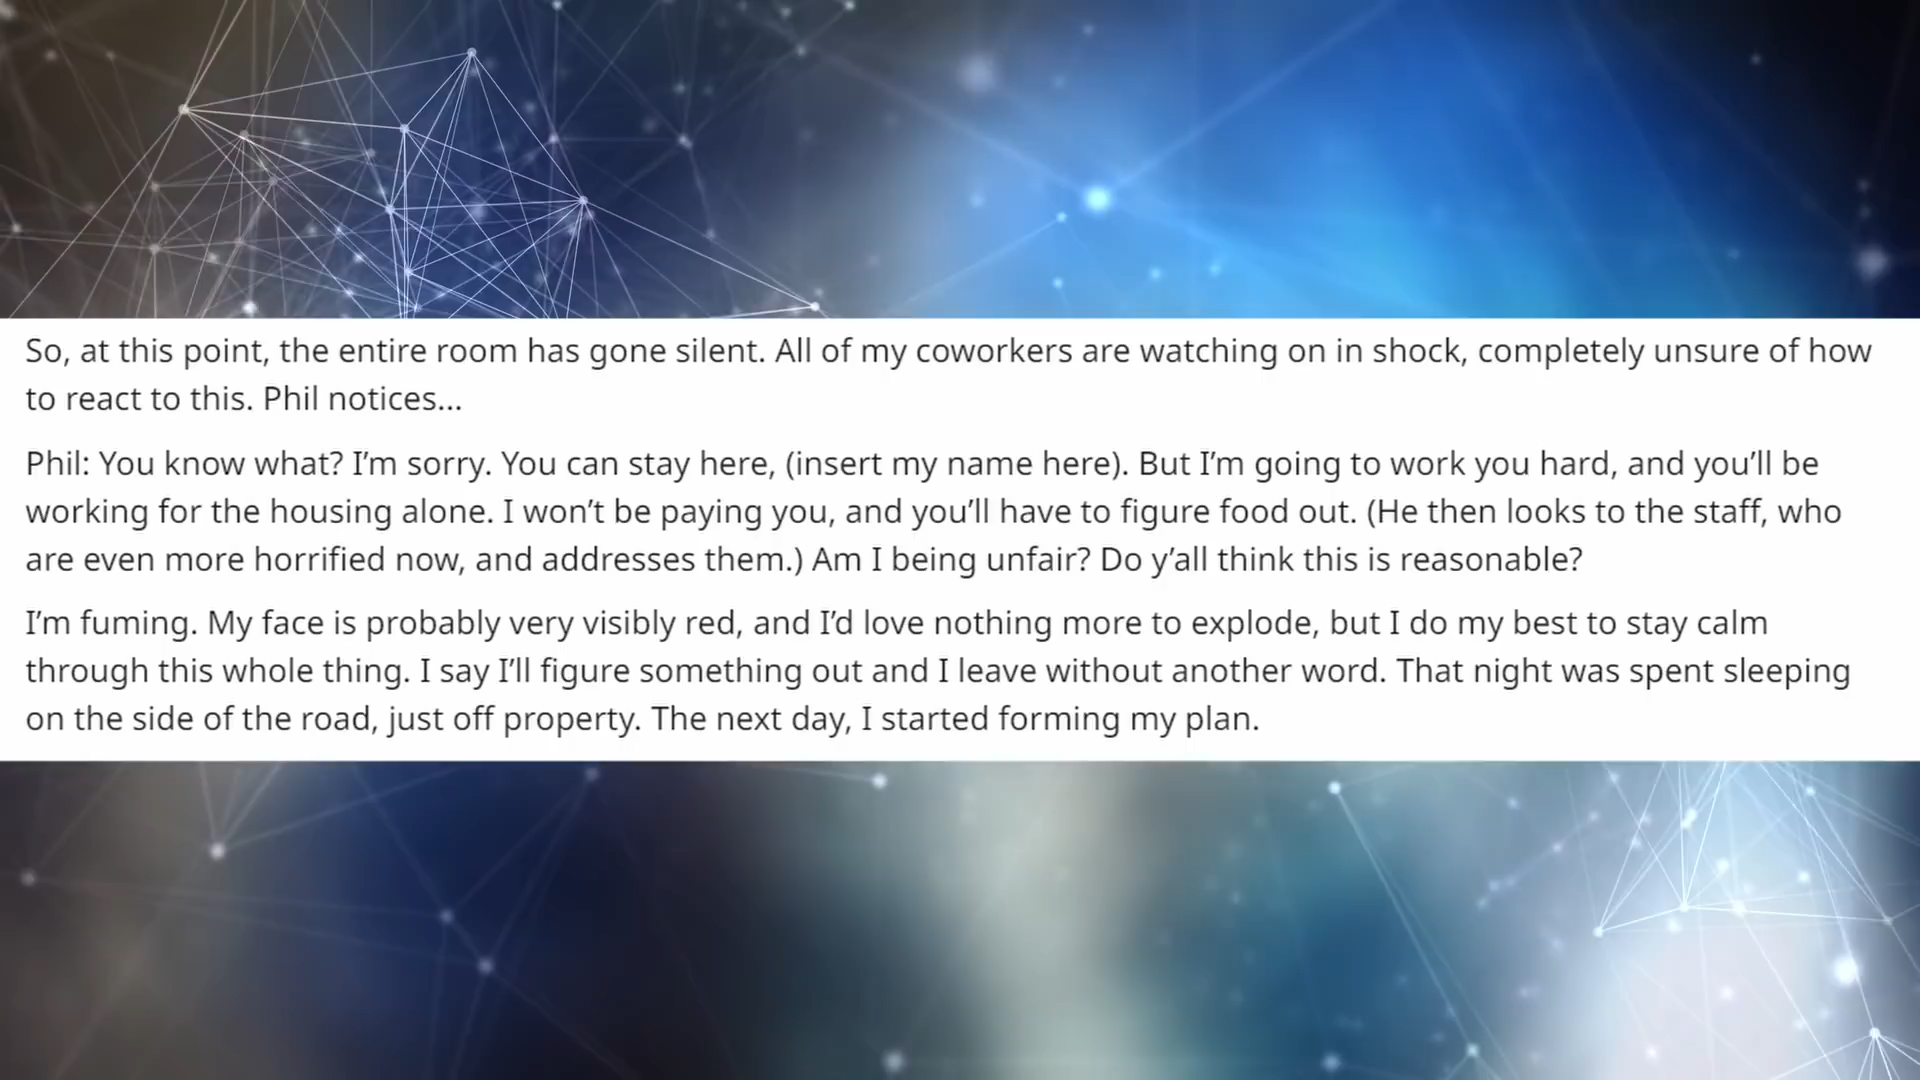 So, at this point, the entire room has gone silent. All of my coworkers are watching on in shock, completely unsure of how
to react to this. Phil notices...
Phil: You know what? I’m sorry. You can stay here, (insert my name here). But I’m going to work you hard, and you’ll be
working for the housing alone. I won’t be paying you, and you’ll have to figure food out. (He then looks to the staff, who
are even more horrified now, and addresses them.) Am I being unfair? Do y’all think this is reasonable?
I’m fuming. My face is probably very visibly red, and I’d love nothing more to explode, but I do my best to stay calm
through this whole thing. I say I’ll figure something out and I leave without another word. That night was spent sleeping
on the side of the road, just off property. The next day, I started forming my plan.